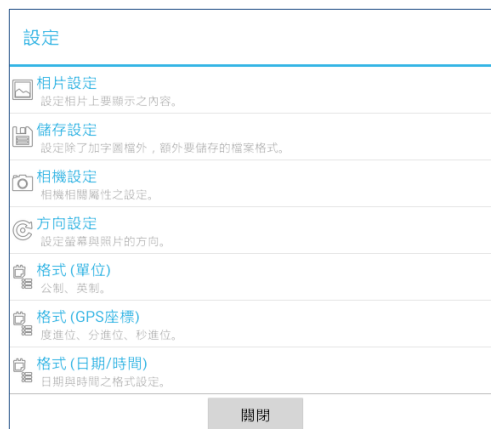 設定
相片設定
設定相片上要顯示之內容。
儲存設定
設定除了加字圖檔外，額外要儲存的檔案格式。
相機設定
相機相關屬性之設定。
方向設定
設定螢幕與照片的方向。
格式 (單位)
公制、英制。
格式 (GPS座標)
度進位、分進位、秒進位。
格式 (日期/時間)
日期與時間之格式設定。
關閉